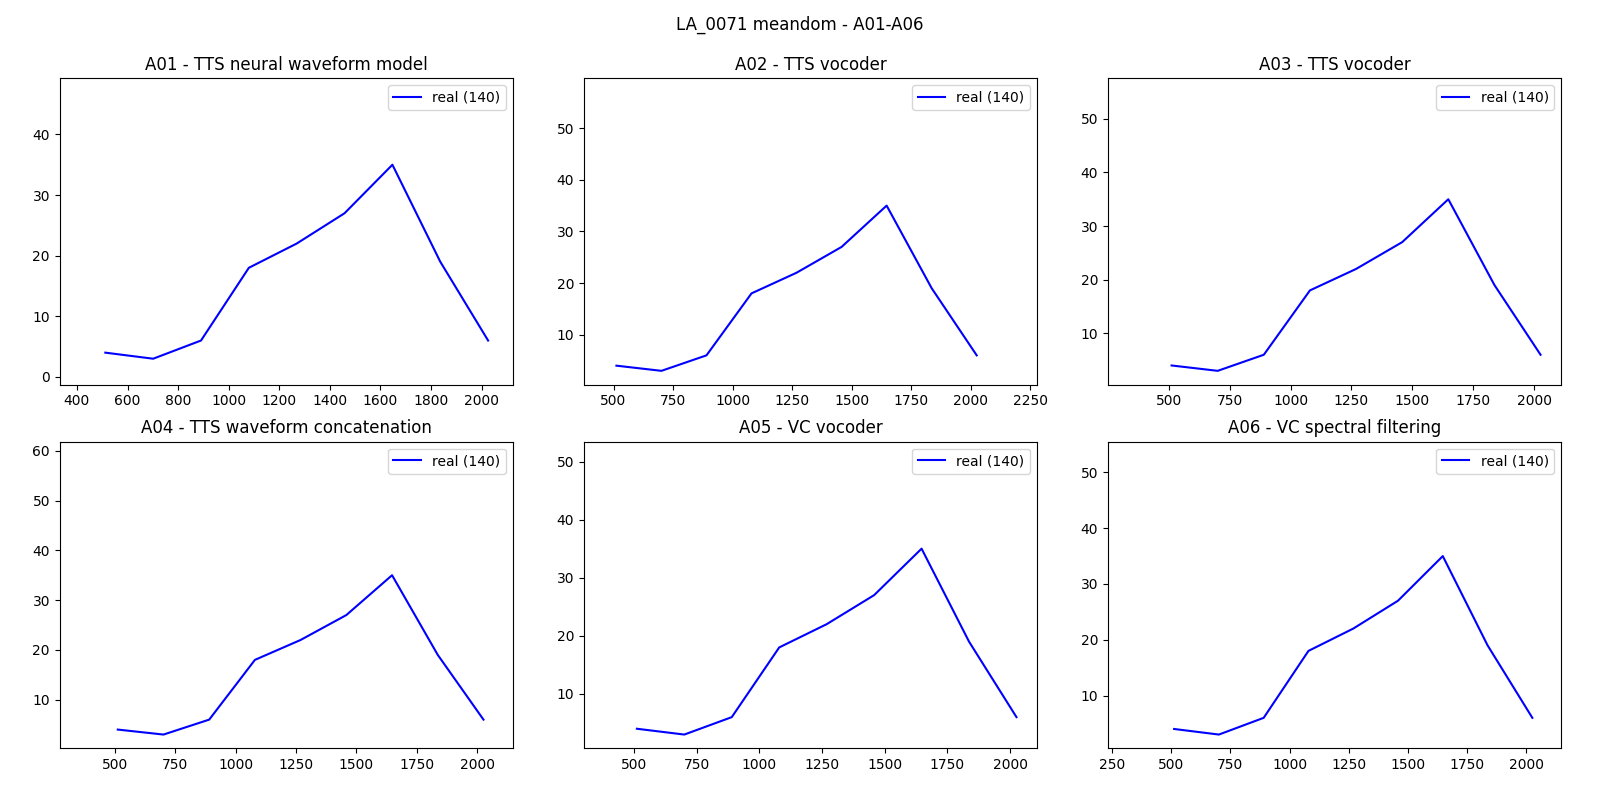 LA_0071 meandom - A01-A06
A01 - TTS neural waveform model
real (140)
40
30
20
10
0
400 600 800 1000 1200 1400 1600 1800 2000
A02 - TTS vocoder
real (140)
50
40
30
20
10
500 750 1000 1250 1500 1750 2000 2250
A03 - TTS vocoder
real (140)
50
40
30
20
10
500 750 1000 1250 1500 1750 2000
A04 - TTS waveform concatenation
real (140)
60
50
40
30
20
10
500 750 1000 1250 1500 1750 2000
A05 - VC vocoder
real (140)
50
40
30
20
10
500 750 1000 1250 1500 1750 2000
A06 - VC spectral filtering
real (140)
50
40
30
20
10
250 500 750 1000 1250 1500 1750 2000